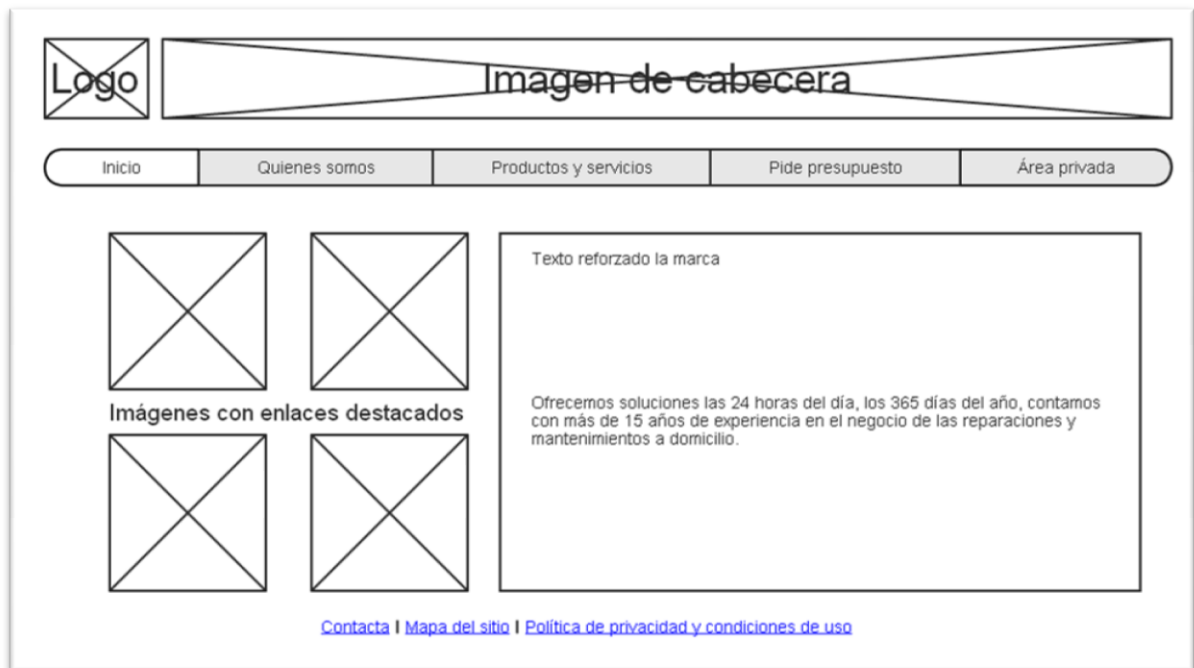 Logo
Imagen de cabecera
Inicio
Quienes somos
Productos y servicios
Pide presupuesto
Área privada
Imágenes con enlaces destacados
Texto reforzado la marca
Ofrecemos soluciones las 24 horas del día, los 365 días del año, contamos
con más de 15 años de experiencia en el negocio de las reparaciones y
mantenimientos a domicilio.
Contacta I Mapa del sitio I Política de privacidad y condiciones de uso